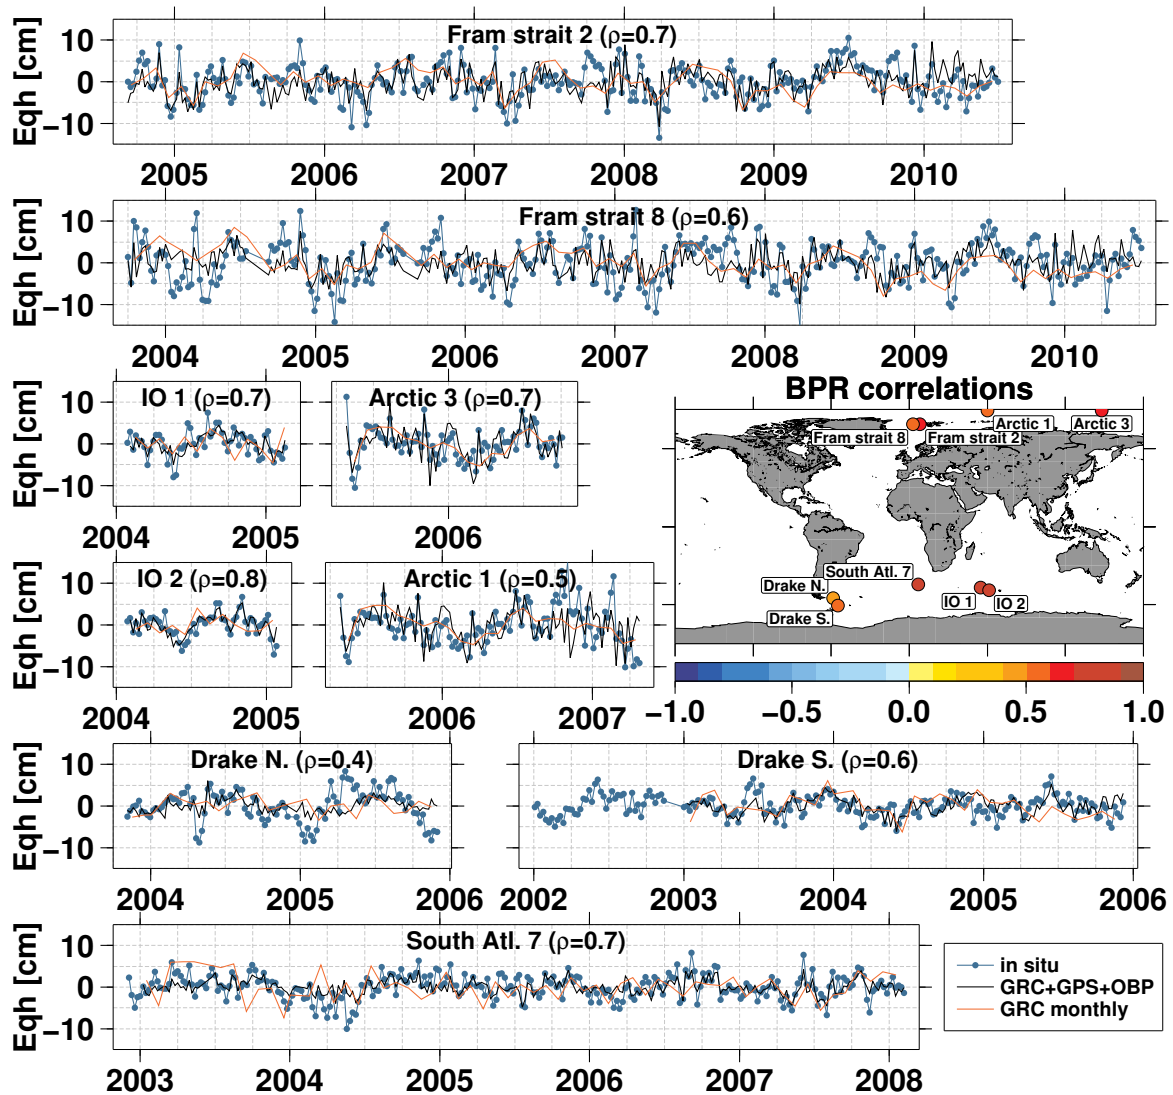 Fram strait 2 (ρ=0.7)
Eqh [cm]
10
0
−10
2005 2006 2007 2008 2009 2010
Fram strait 8 (ρ=0.6)
Eqh [cm]
10
0
−10
2004 2005 2006 2007 2008 2009 2010
IO 1 (ρ=0.7)
Eqh [cm]
10
0
−10
2004 2005
Arctic 3 (ρ=0.7)
2006
BPR correlations
Arctic 1
Arctic 3
Fram strait 8
Fram strait 2
South Atl. 7
Drake N.
IO 1
IO 2
Drake S.
−1.0 −0.5 0.0 0.5 1.0
IO 2 (ρ=0.8)
Eqh [cm]
10
0
−10
2004 2005
Arctic 1 (ρ=0.5)
2006 2007
Drake N. (ρ=0.4)
Eqh [cm]
10
0
−10
2004 2005 2006
Drake S. (ρ=0.6)
2002 2003 2004 2005 2006
South Atl. 7 (ρ=0.7)
Eqh [cm]
10
0
−10
2003 2004 2005 2006 2007 2008
in situ
GRC+GPS+OBP
GRC monthly